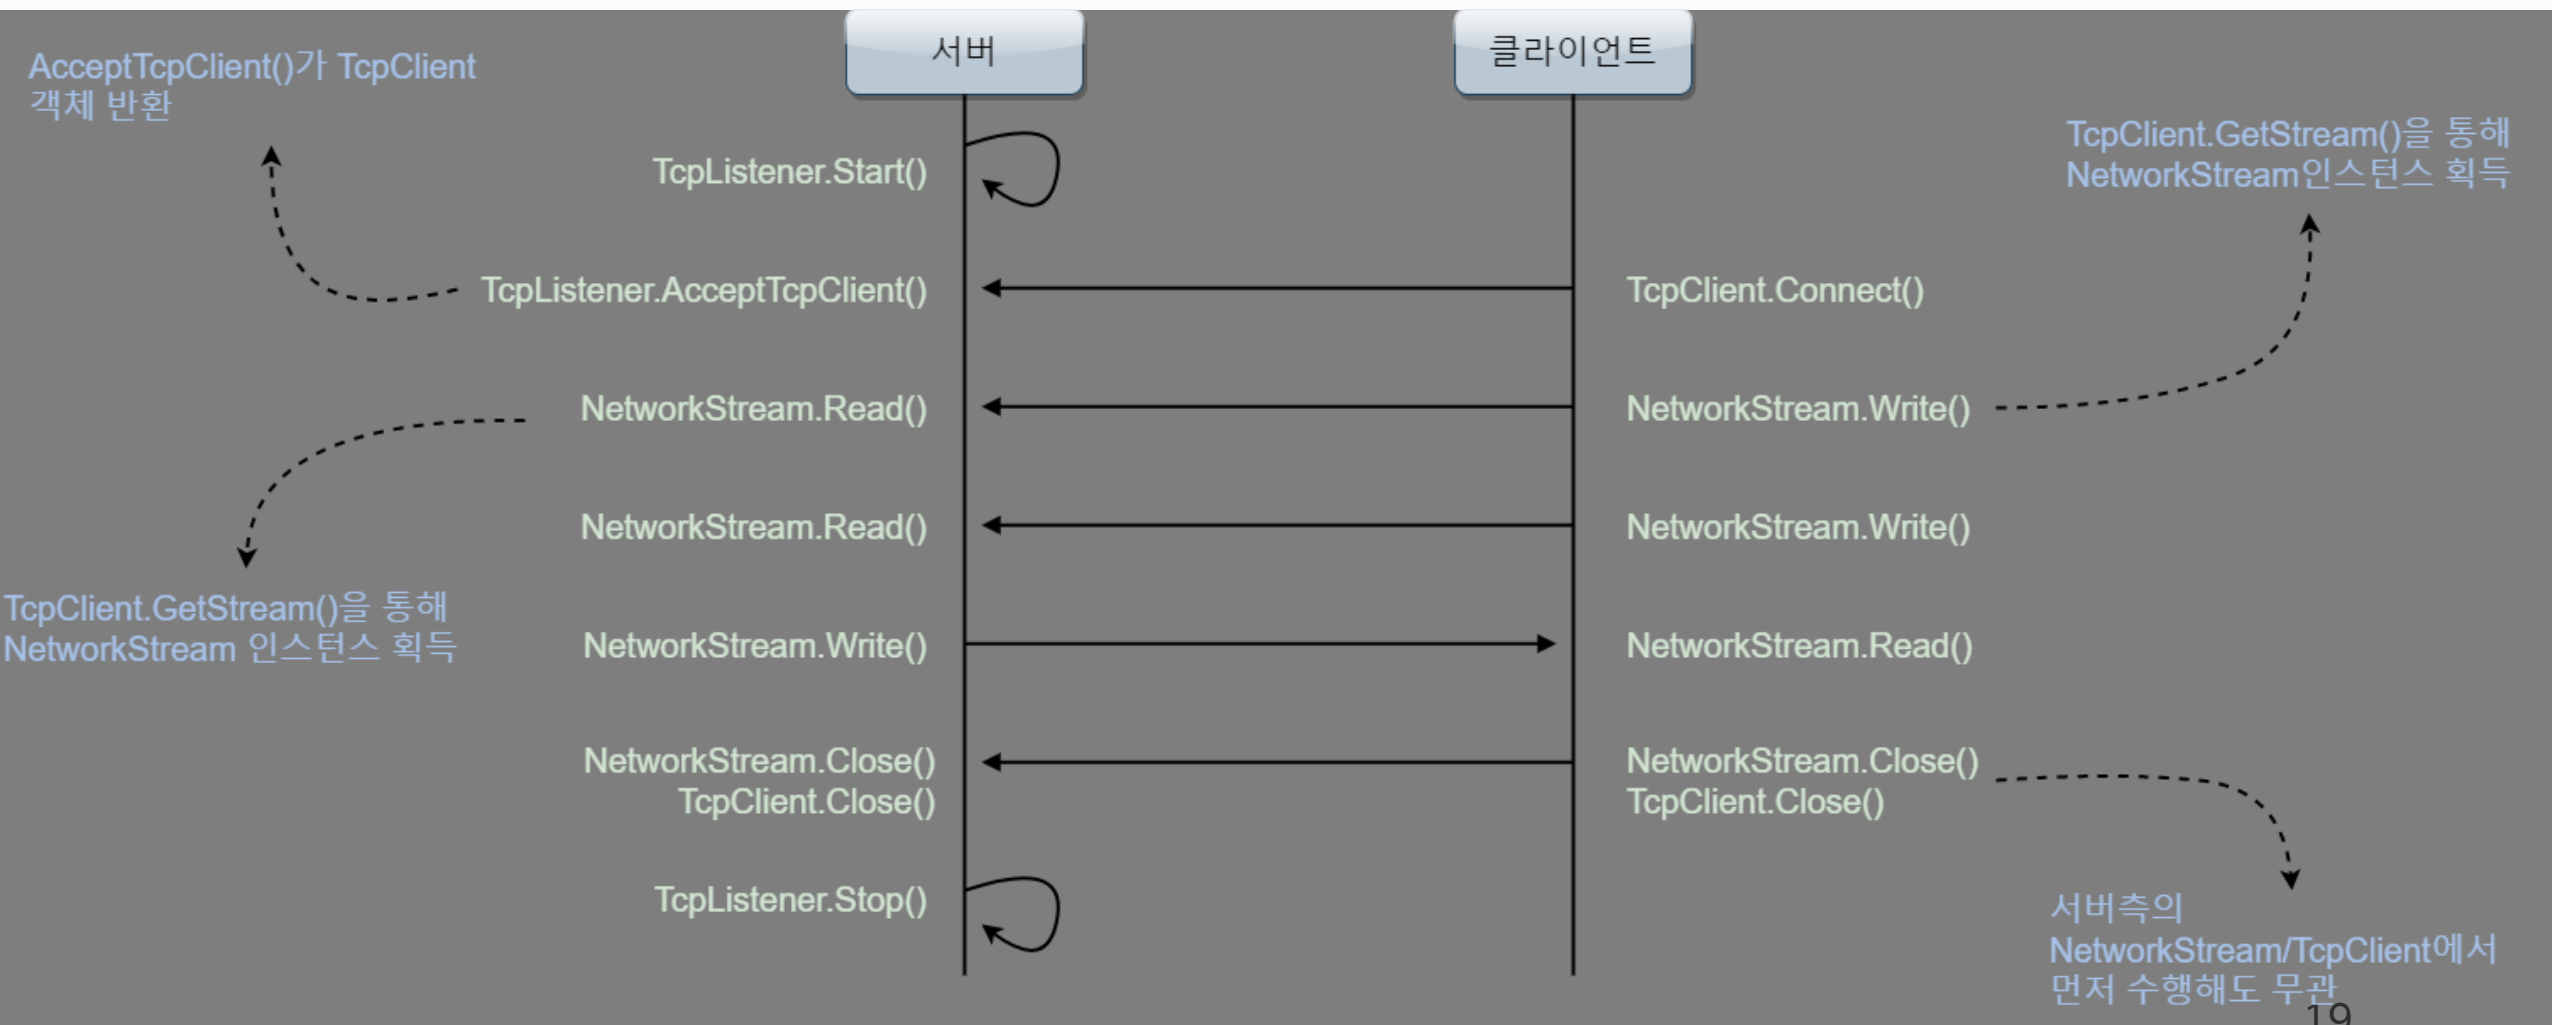 서버
클라이언트
AcceptTcpClient()가 TcpClient
객체 반환
TcpClient.GetStream()을 통해
NetworkStream인스턴스 획득
TcpListener.Start()
TcpListener.AcceptTcpClient()
TcpClient.Connect()
NetworkStream.Read()
NetworkStream.Write()
NetworkStream.Read()
NetworkStream.Write()
TcpClient.GetStream()을 통해
NetworkStream 인스턴스 획득
NetworkStream.Write()
NetworkStream.Read()
NetworkStream.Close()
TcpClient.Close()
NetworkStream.Close()
TcpClient.Close()
TcpListener.Stop()
서버측의
NetworkStream/TcpClient에서
먼저 수행해도 무관
19